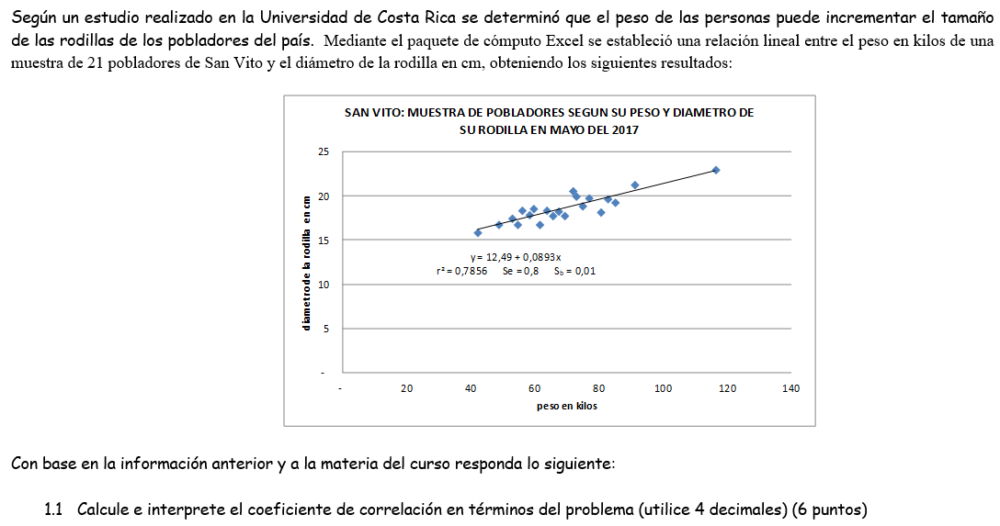 Según un estudio realizado en la Universidad de Costa Rica se determinó que el peso de las personas puede incrementar el tamaño
de las rodillas de los pobladores del país. Mediante el paquete de cómputo Excel se estableció una relación lineal entre el peso en kilos de una
muestra de 21 pobladores de San Vito y el diámetro de la rodilla en cm, obteniendo los siguientes resultados:
SAN VITO: MUESTRA DE POBLADORES SEGUN SU PESO Y DIAMETRO DE
SU RODILLA EN MAYO DEL 2017
25
20
15
10
5
-
diametro de la rodilla en cm
y = 12,49 + 0,0893x
r² = 0,7856 Se = 0,8 Sb = 0,01
- 20 40 60 80 100 120 140
peso en kilos
Con base en la información anterior y a la materia del curso responda lo siguiente:
1.1 Calcule e interprete el coeficiente de correlación en términos del problema (utilice 4 decimales) (6 puntos)